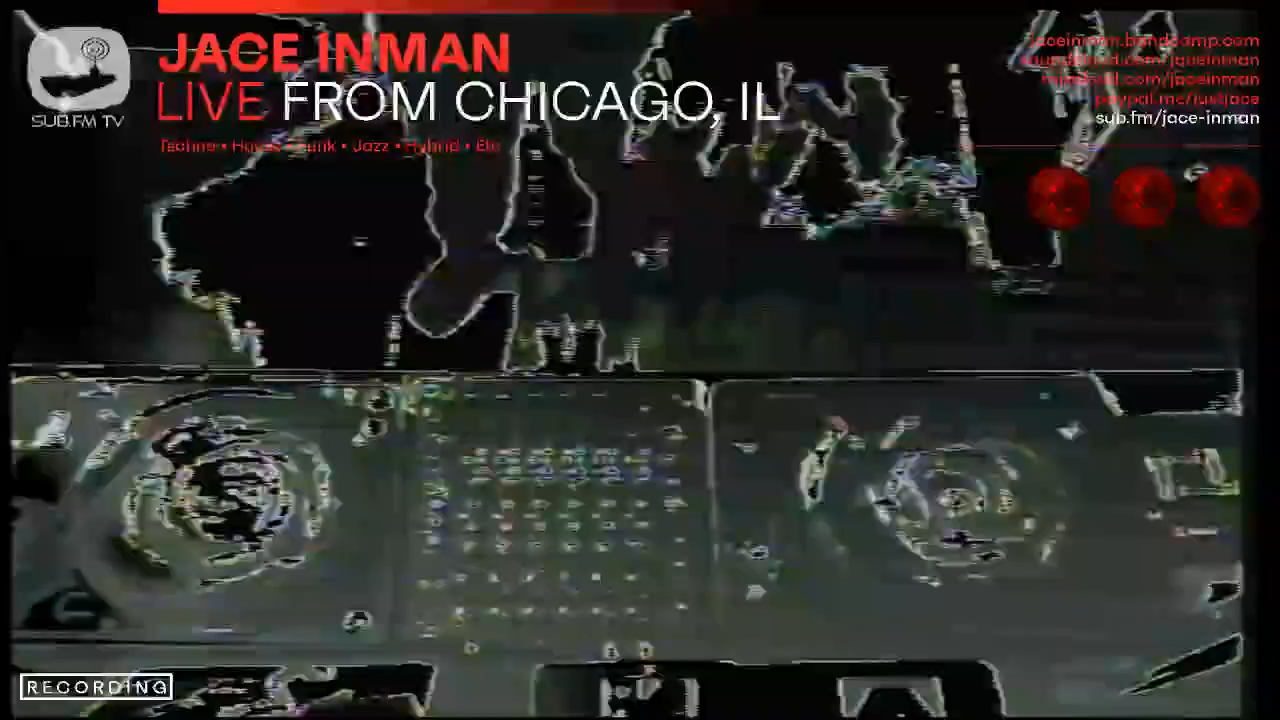 JACE INMAN
LIVE FROM CHICAGO, IL
Techno • House • Funk • Jazz • Hybrid • Etc
SUB.FM TV
jaceinman.bandcamp.com
soundcloud.com/jaceinman
mixcloud.com/jaceinman
paypal.me/justjace
sub.fm/jace-inman
RECORDING